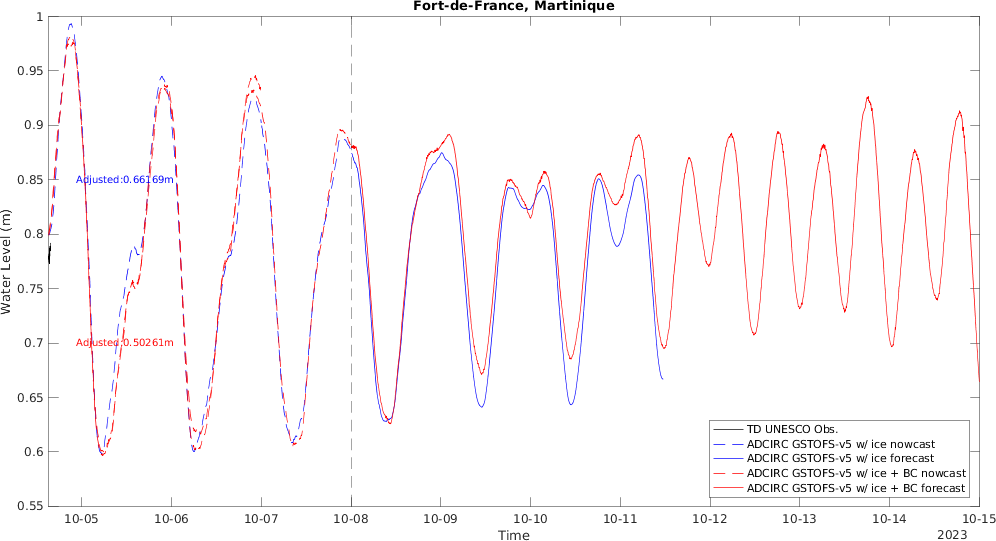 Fort-de-France, Martinique
1
0.95
0.9
0.85
0.8
0.75
0.7
0.65
0.6
0.55
Water Level (m)
Adjusted:0.66169m
Adjusted:0.50261m
TD UNESCO Obs.
ADCIRC GSTOFS-v5 w/ ice nowcast
ADCIRC GSTOFS-v5 w/ ice forecast
ADCIRC GSTOFS-v5 w/ ice + BC nowcast
ADCIRC GSTOFS-v5 w/ ice + BC forecast
10-05 10-06 10-07 10-08 10-09 10-10 10-11 10-12 10-13 10-14 10-15
Time
2023